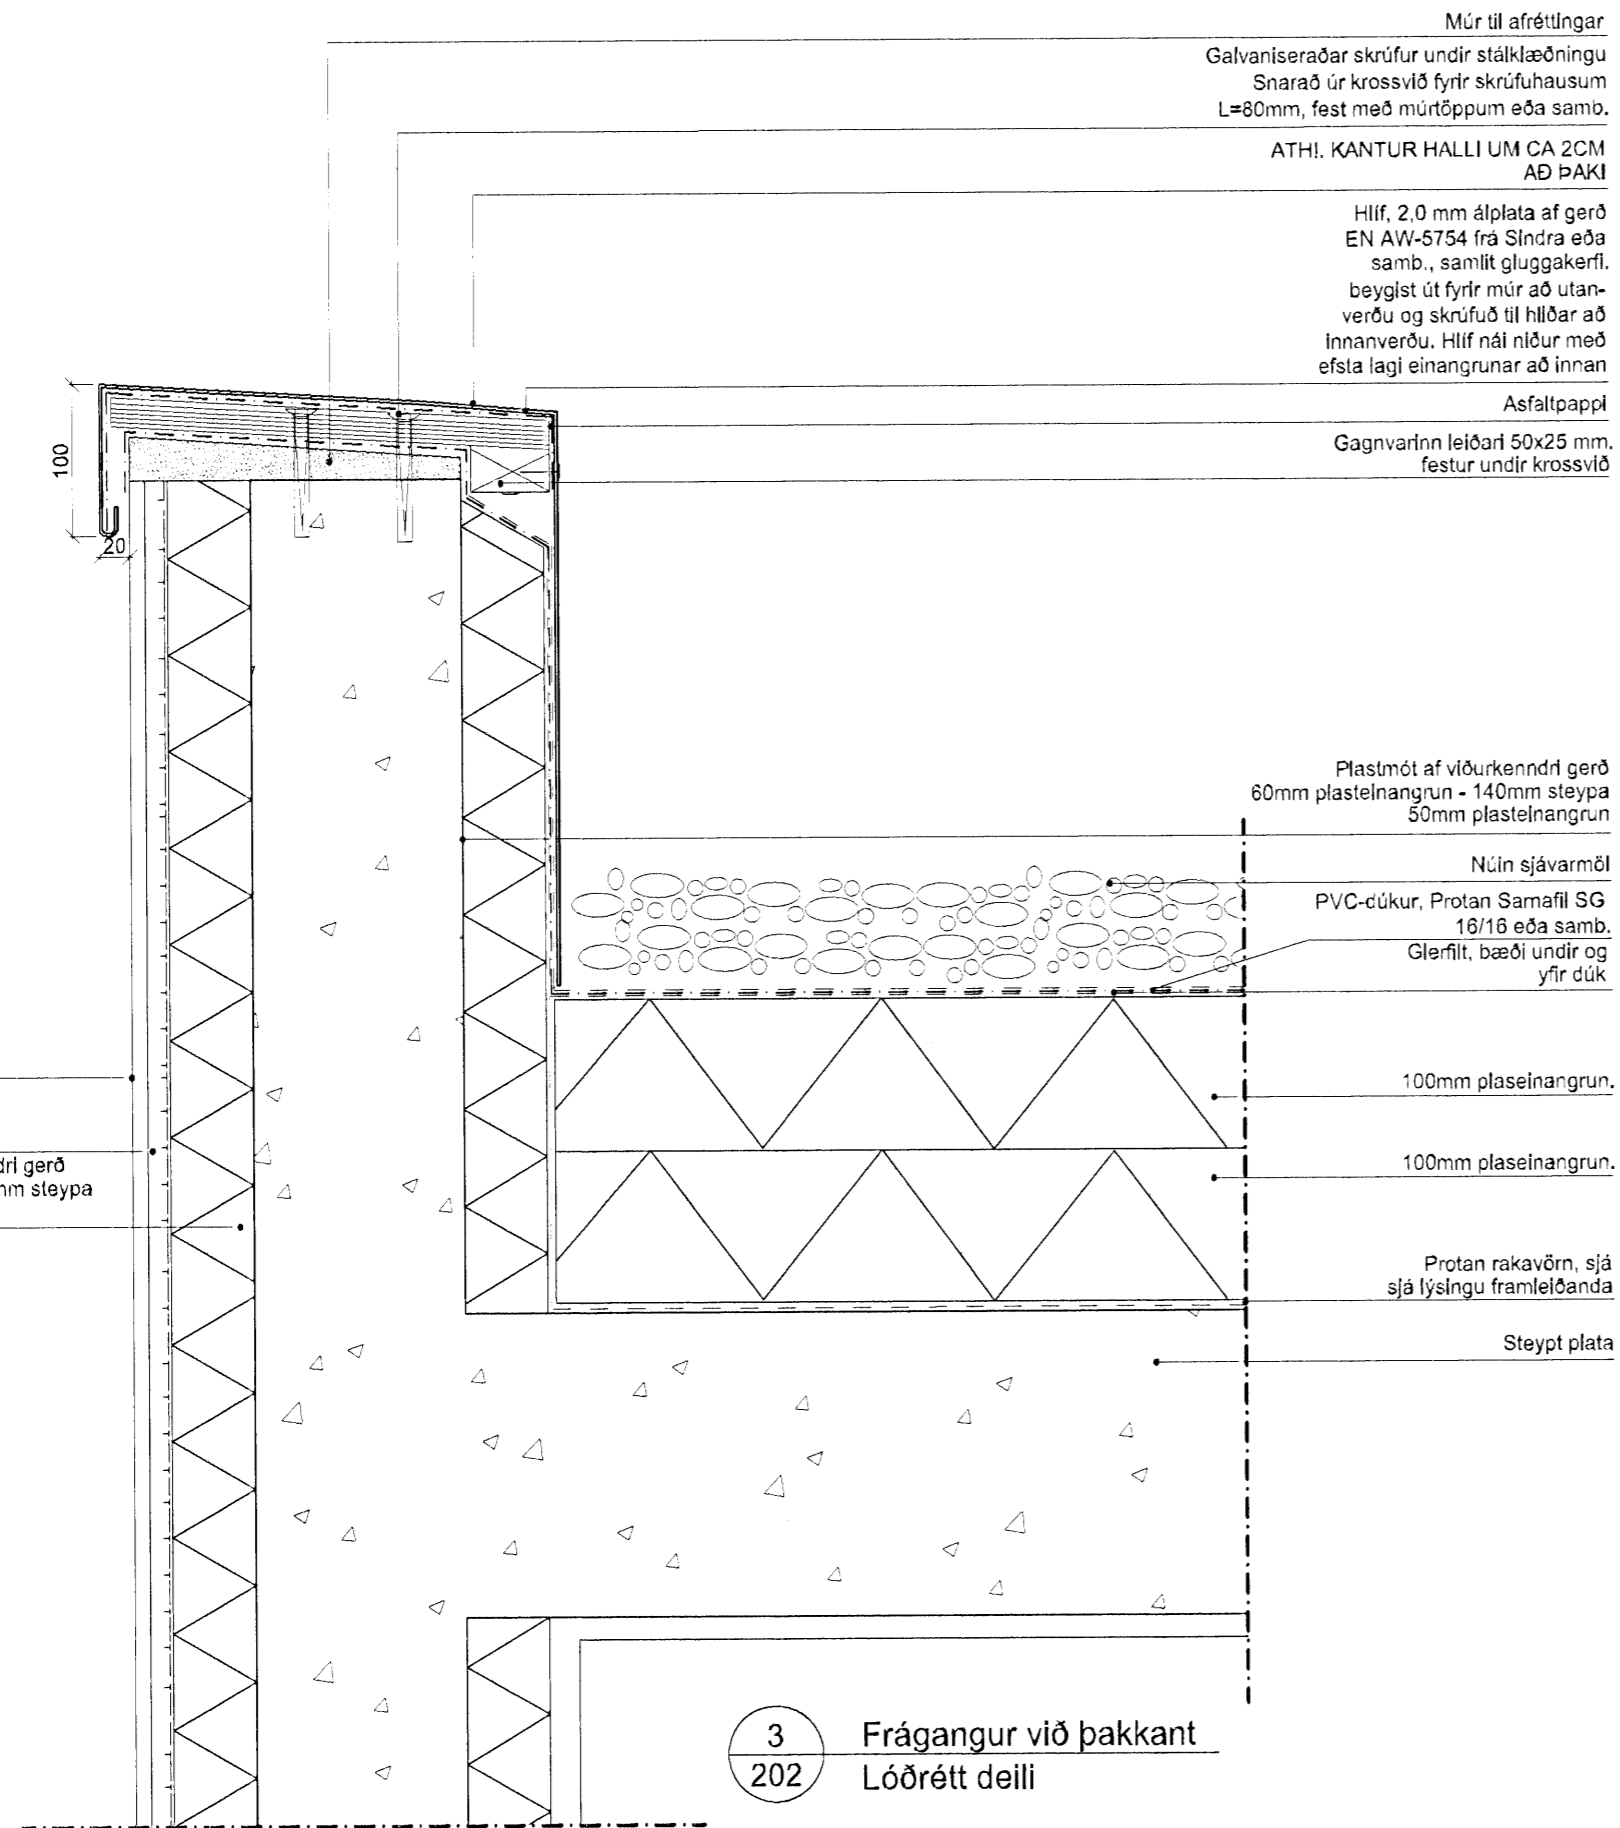 Múr til afréttingar
Galvaniseraðar skrúfur undir stálklæðningu
Snarað úr krossvið fyrir skrúfuhausum
L=80mm, fest með múrtöppum eða samb.
ATH!. KANTUR HALLI UM CA 2CM
AÐ ÞAKI
Hlíf, 2,0 mm álplata af gerð
EN AW-5754 frá Sindra eða
samb., samlit gluggakerfi.
beygist út fyrir múr að utan-
verðu og skrúfuð til hliðar að
innanverðu. Hlíf nái niður með
efsta lagi einangrunar að innan
Asfaltpappi
Gagnvarinn leiðari 50x25 mm.
festur undir krossvið
100
20
Plastmót af viðurkenndri gerð
60mm plasteinangrun - 140mm steypa
50mm plasteinangrun
Núin sjávarmöl
PVC-dúkur, Protan Sarnafil SG
16/16 eða samb.
Glerfilt, bæði undir og
yfir dúk
100mm plaseinangrun.
dri gerð
nm steypa
100mm plaseinangrun.
Protan rakavörn, sjá
sjá lýsingu framleiðanda
Steypt plata
3 Frágangur við þakkant
202 Lóðrétt deili